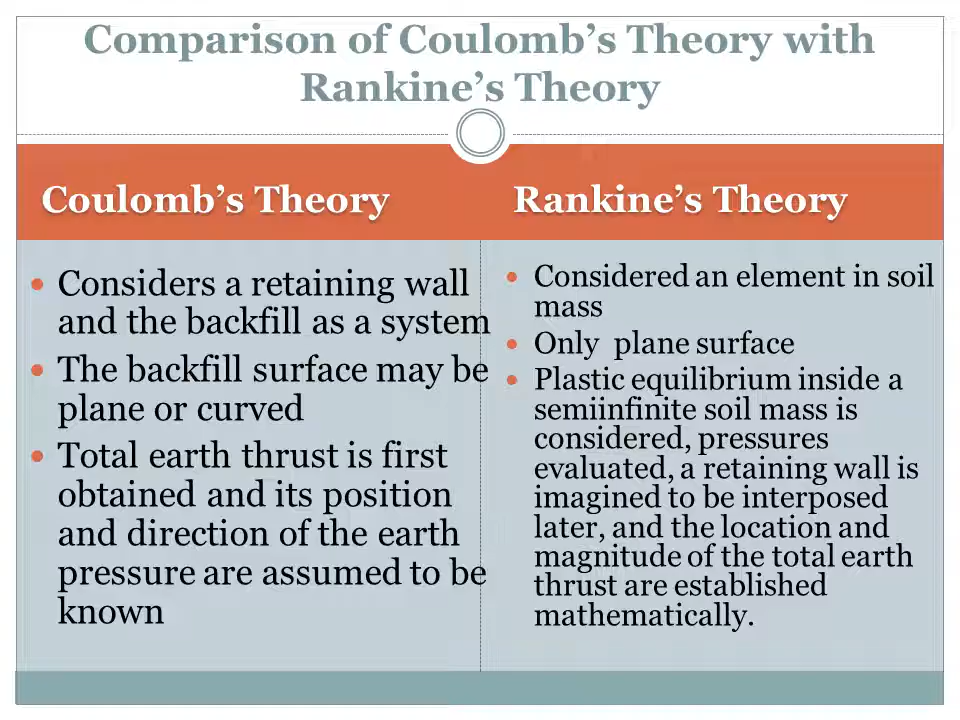 Comparison of Coulomb’s Theory with
Rankine’s Theory
Coulomb’s Theory
Considers a retaining wall
and the backfill as a system
The backfill surface may be
plane or curved
Total earth thrust is first
obtained and its position
and direction of the earth
pressure are assumed to be
known
Rankine’s Theory
Considered an element in soil
mass
Only plane surface
Plastic equilibrium inside a
semiinfinite soil mass is
considered, pressures
evaluated, a retaining wall is
imagined to be interposed
later, and the location and
magnitude of the total earth
thrust are established
mathematically.